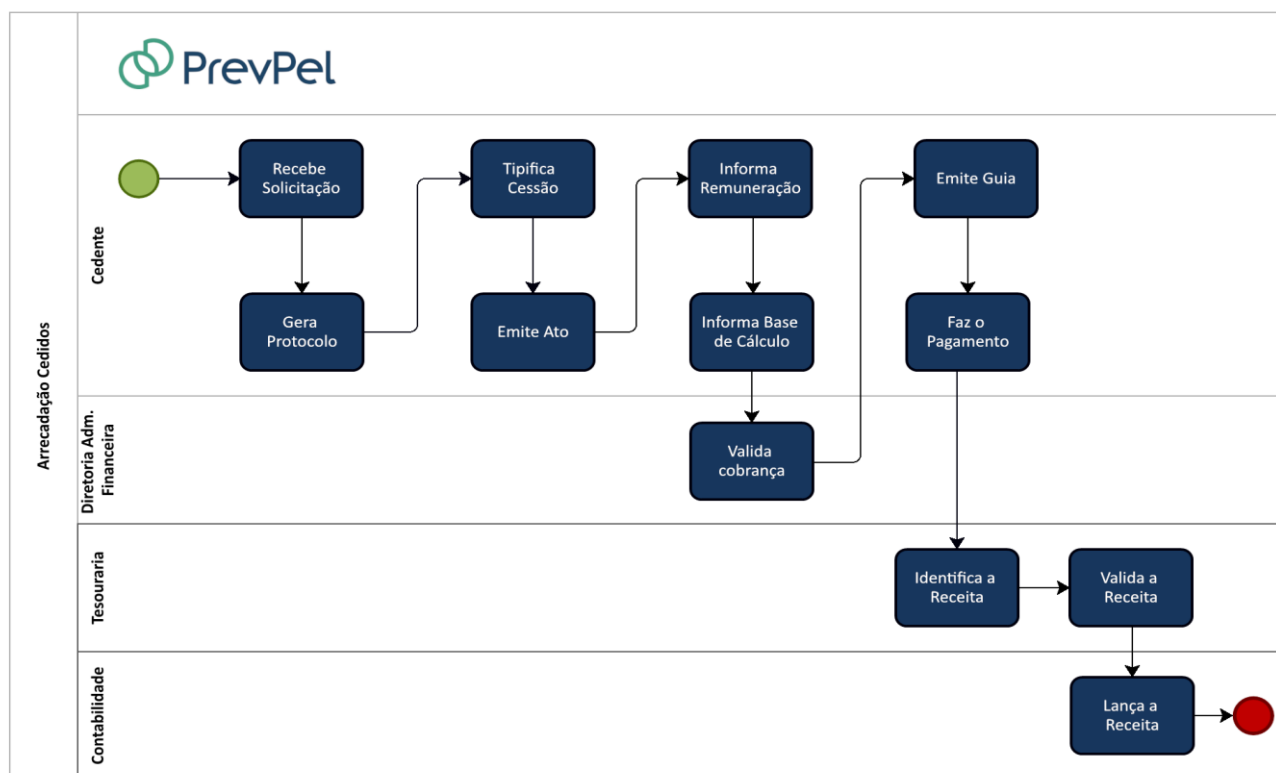 PrevPel
Arrecadação Cedidos
Cedente
Recebe
Solicitação
Gera
Protocolo
Tipifica
Cessão
Emite Ato
Informa
Remuneração
Informa Base
de Cálculo
Emite Guia
Faz o
Pagamento
Diretoria Adm.
Financeira
Valida
cobrança
Tesouraria
Identifica a
Receita
Valida a
Receita
Contabilidade
Lança a
Receita